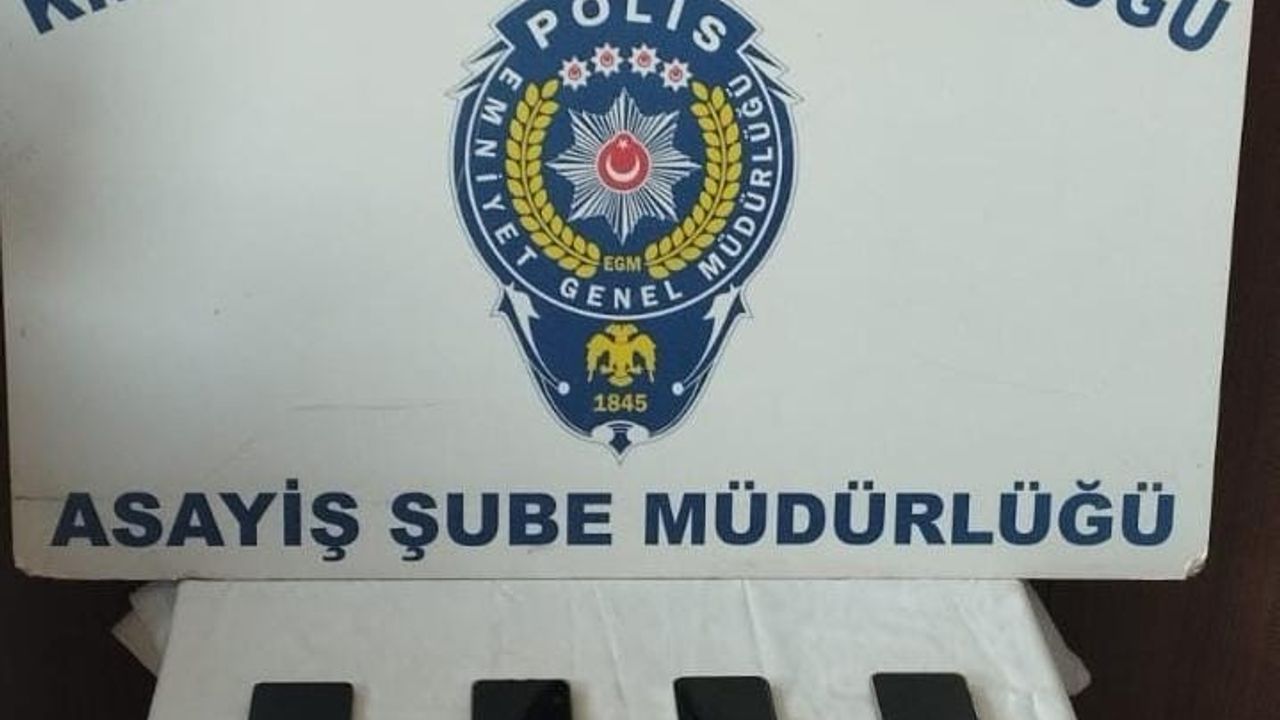 POLİS
EMNİYET GENEL MÜDÜRLÜĞÜ
EGM
1845
ASAYİŞ ŞUBE MÜDÜRLÜĞÜ